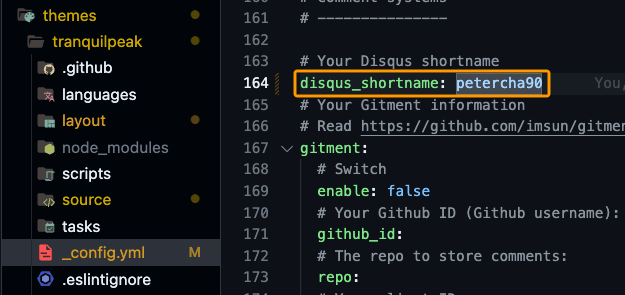 themes
tranquilpeak
.github
languages
layout
node_modules
scripts
source
tasks
_config.yml M
.eslintignore
161 # ---------------
162
163 # Your Disqus shortname
164 disqus_shortname: petercha90 You,
165 # Your Gitment information
166 # Read https://github.com/imsun/gitmen
167 gitment:
168 # Switch
169 enable: false
170 # Your Github ID (Github username):
171 github_id:
172 # The repo to store comments:
173 repo: